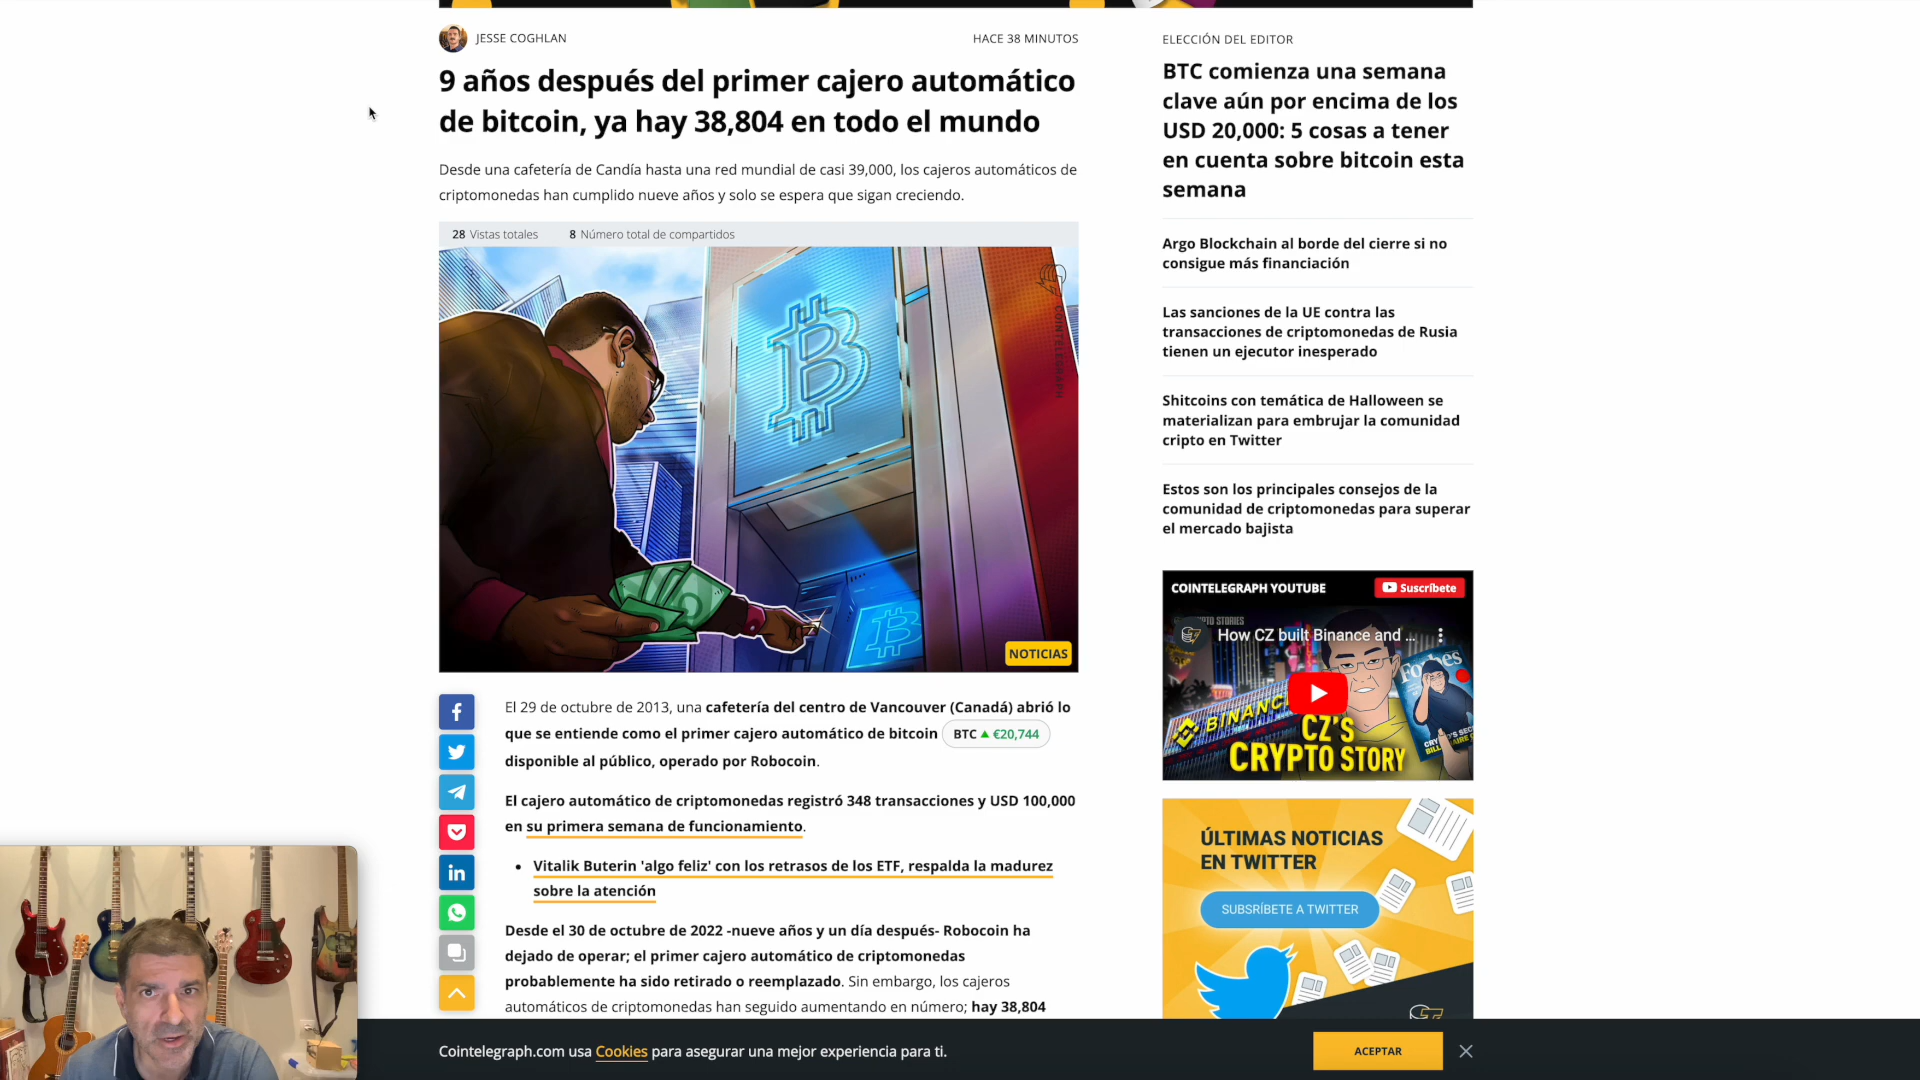 JESSE COGHLAN
HACE 38 MINUTOS
9 años después del primer cajero automático
de bitcoin, ya hay 38,804 en todo el mundo
Desde una cafetería de Candía hasta una red mundial de casi 39,000, los cajeros automáticos de
criptomonedas han cumplido nueve años y solo se espera que sigan creciendo.
28 Vistas totales
8 Número total de compartidos
COINTELEGRAPH
NOTICIAS
El 29 de octubre de 2013, una cafetería del centro de Vancouver (Canadá) abrió lo
que se entiende como el primer cajero automático de bitcoin BTC ▲ €20,744
disponible al público, operado por Robocoin.
El cajero automático de criptomonedas registró 348 transacciones y USD 100,000
en su primera semana de funcionamiento.
• Vitalik Buterin 'algo feliz' con los retrasos de los ETF, respalda la madurez
sobre la atención
Desde el 30 de octubre de 2022 -nueve años y un día después- Robocoin ha
dejado de operar; el primer cajero automático de criptomonedas
probablemente ha sido retirado o reemplazado. Sin embargo, los cajeros
automáticos de criptomonedas han seguido aumentando en número; hay 38,804
ELECCIÓN DEL EDITOR
BTC comienza una semana
clave aún por encima de los
USD 20,000: 5 cosas a tener
en cuenta sobre bitcoin esta
semana
Argo Blockchain al borde del cierre si no
consigue más financiación
Las sanciones de la UE contra las
transacciones de criptomonedas de Rusia
tienen un ejecutor inesperado
Shitcoins con temática de Halloween se
materializan para embrujar la comunidad
cripto en Twitter
Estos son los principales consejos de la
comunidad de criptomonedas para superar
el mercado bajista
COINTELEGRAPH YOUTUBE
Suscríbete
STORIES
How CZ built Binance and ...
Forbes
BINANCE
CZ'S
CRYPTO STORY
ÚLTIMAS NOTICIAS
EN TWITTER
SUBSRÍBETE A TWITTER
Cointelegraph.com usa Cookies para asegurar una mejor experiencia para ti.
ACEPTAR